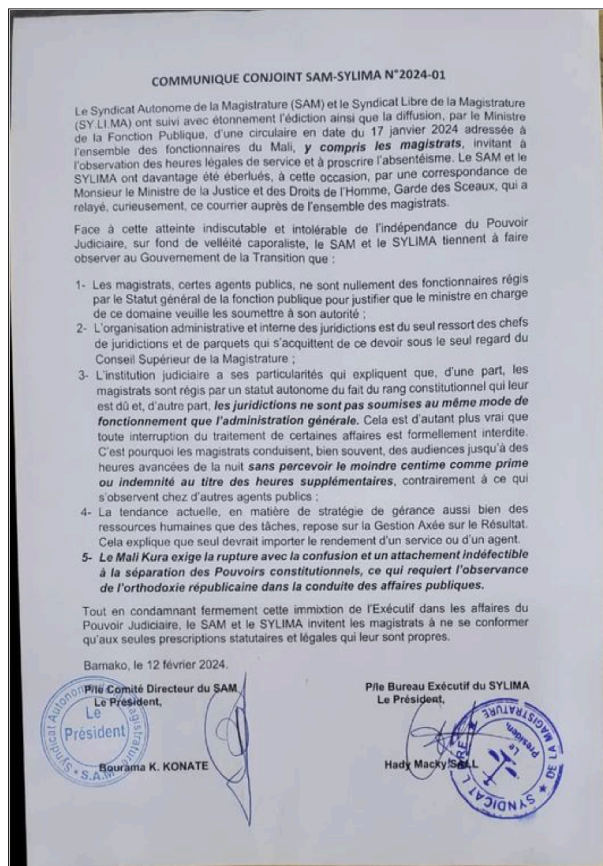 COMMUNIQUE CONJOINT SAM-SYLIMA N°2024-01
Le Syndicat Autonome de la Magistrature (SAM) et le Syndicat Libre de la Magistrature
(SY.LI.MA) ont suivi avec étonnement l'édiction ainsi que la diffusion, par le Ministre
de la Fonction Publique, d'une circulaire en date du 17 janvier 2024 adressée à
l'ensemble des fonctionnaires du Mali, y compris les magistrats, invitant à
l'observation des heures légales de service et à proscrire l'absentéisme. Le SAM et le
SYLIMA ont davantage été éberlués, à cette occasion, par une correspondance de
Monsieur le Ministre de la Justice et des Droits de l'Homme, Garde des Sceaux, qui a
relayé, curieusement, ce courrier auprès de l'ensemble des magistrats.
Face à cette atteinte indiscutable et intolérable de l'indépendance du Pouvoir
Judiciaire, sur fond de velléité caporaliste, le SAM et le SYLIMA tiennent à faire
observer au Gouvernement de la Transition que :
1- Les magistrats, certes agents publics, ne sont nullement des fonctionnaires régis
par le Statut général de la fonction publique pour justifier que le ministre en charge
de ce domaine veuille les soumettre à son autorité ;
2- L'organisation administrative et interne des juridictions est du seul ressort des chefs
de juridictions et de parquets qui s'acquittent de ce devoir sous le seul regard du
Conseil Supérieur de la Magistrature ;
3- L'institution judiciaire a ses particularités qui expliquent que, d'une part, les
magistrats sont régis par un statut autonome du fait du rang constitutionnel qui leur
est dû et, d'autre part, les juridictions ne sont pas soumises au même mode de
fonctionnement que l'administration générale. Cela est d'autant plus vrai que
toute interruption du traitement de certaines affaires est formellement interdite.
C'est pourquoi les magistrats conduisent, bien souvent, des audiences jusqu'à des
heures avancées de la nuit sans percevoir le moindre centime comme prime
ou indemnité au titre des heures supplémentaires, contrairement à ce qui
s'observent chez d'autres agents publics ;
4- La tendance actuelle, en matière de stratégie de gérance aussi bien des
ressources humaines que des tâches, repose sur la Gestion Axée sur le Résultat.
Cela explique que seul devrait importer le rendement d'un service ou d'un agent.
5- Le Mali Kura exige la rupture avec la confusion et un attachement indéfectible
à la séparation des Pouvoirs constitutionnels, ce qui requiert l'observance
de l'orthodoxie républicaine dans la conduite des affaires publiques.
Tout en condamnant fermement cette immixtion de l'Exécutif dans les affaires du
Pouvoir Judiciaire, le SAM et le SYLIMA invitent les magistrats à ne se conformer
qu'aux seules prescriptions statutaires et légales qui leur sont propres.
Bamako, le 12 février 2024.
P/le Comité Directeur du SAM
Le Président,
Syndicat Autonome Magistrature
Le
Président
S.A.M
Bourama K. KONATE
P/le Bureau Exécutif du SYLIMA
Le Président,
SYNDICAT LIBRE DE LA MAGISTRATURE
Le
Président
Hady Macky SALL